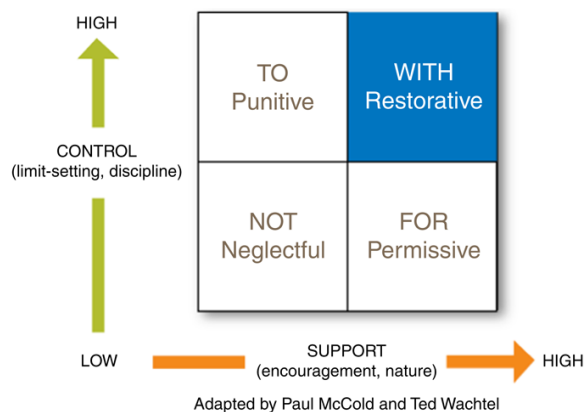 HIGH
TO
Punitive
WITH
Restorative
CONTROL
(limit-setting, discipline)
NOT
Neglectful
FOR
Permissive
LOW
SUPPORT
(encouragement, nature)
HIGH
Adapted by Paul McCold and Ted Wachtel